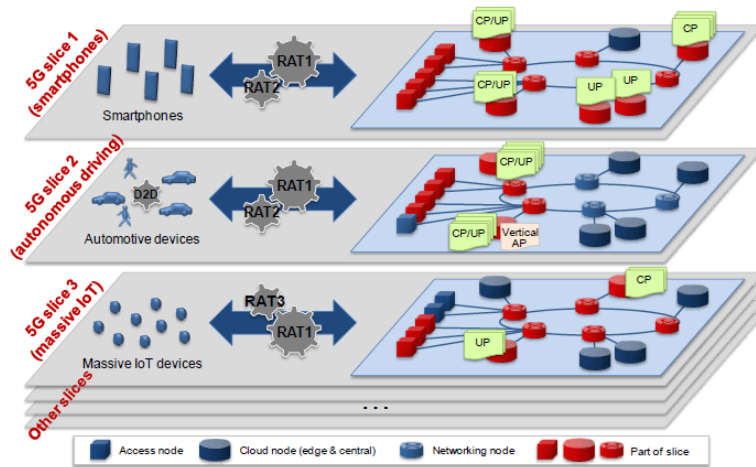 5G slice 1
(smartphones)
Smartphones
RAT1
RAT2
CP/UP
CP
CP/UP
UP
UP
5G slice 2
(autonomous driving)
D2D
Automotive devices
RAT1
RAT2
CP/UP
CP/UP
Vertical
AP
5G slice 3
(massive IoT)
Massive IoT devices
RAT3
RAT1
CP
UP
Other slices
...
Access node
Cloud node (edge & central)
Networking node
Part of slice